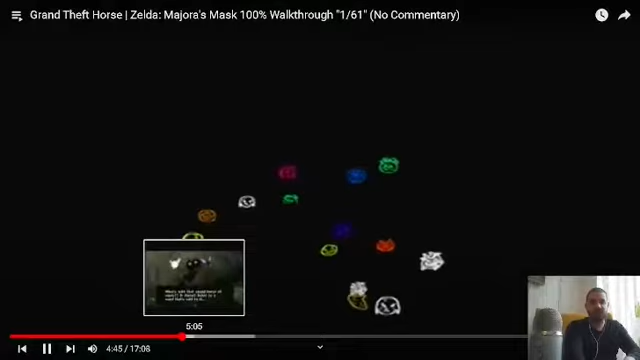 Grand Theft Horse | Zelda: Majora's Mask 100% Walkthrough "1/61" (No Commentary)
5:05
4:45 / 17:08